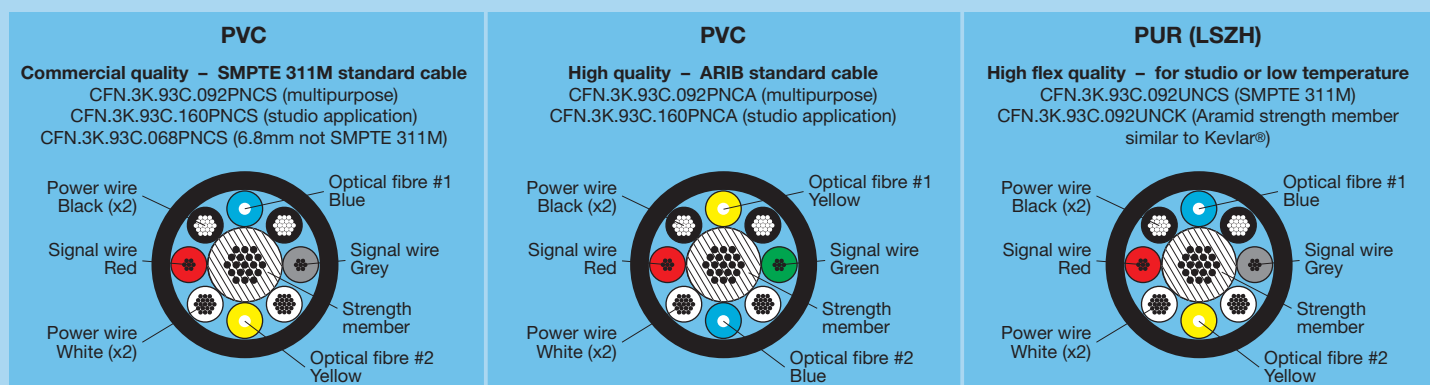 PVC
Commercial quality – SMPTE 311M standard cable
CFN.3K.93C.092PNCS (multipurpose)
CFN.3K.93C.160PNCS (studio application)
CFN.3K.93C.068PNCS (6.8mm not SMPTE 311M)
Power wire
Black (x2)
Optical fibre #1
Blue
Signal wire
Red
Signal wire
Grey
Strength
member
Power wire
White (x2)
Optical fibre #2
Yellow
PVC
High quality – ARIB standard cable
CFN.3K.93C.092PNCA (multipurpose)
CFN.3K.93C.160PNCA (studio application)
Power wire
Black (x2)
Optical fibre #1
Yellow
Signal wire
Red
Signal wire
Green
Strength
member
Power wire
White (x2)
Optical fibre #2
Blue
PUR (LSZH)
High flex quality – for studio or low temperature
CFN.3K.93C.092UNCS (SMPTE 311M)
CFN.3K.93C.092UNCK (Aramid strength member
similar to Kevlar®)
Power wire
Black (x2)
Optical fibre #1
Blue
Signal wire
Red
Signal wire
Grey
Strength
member
Power wire
White (x2)
Optical fibre #2
Yellow